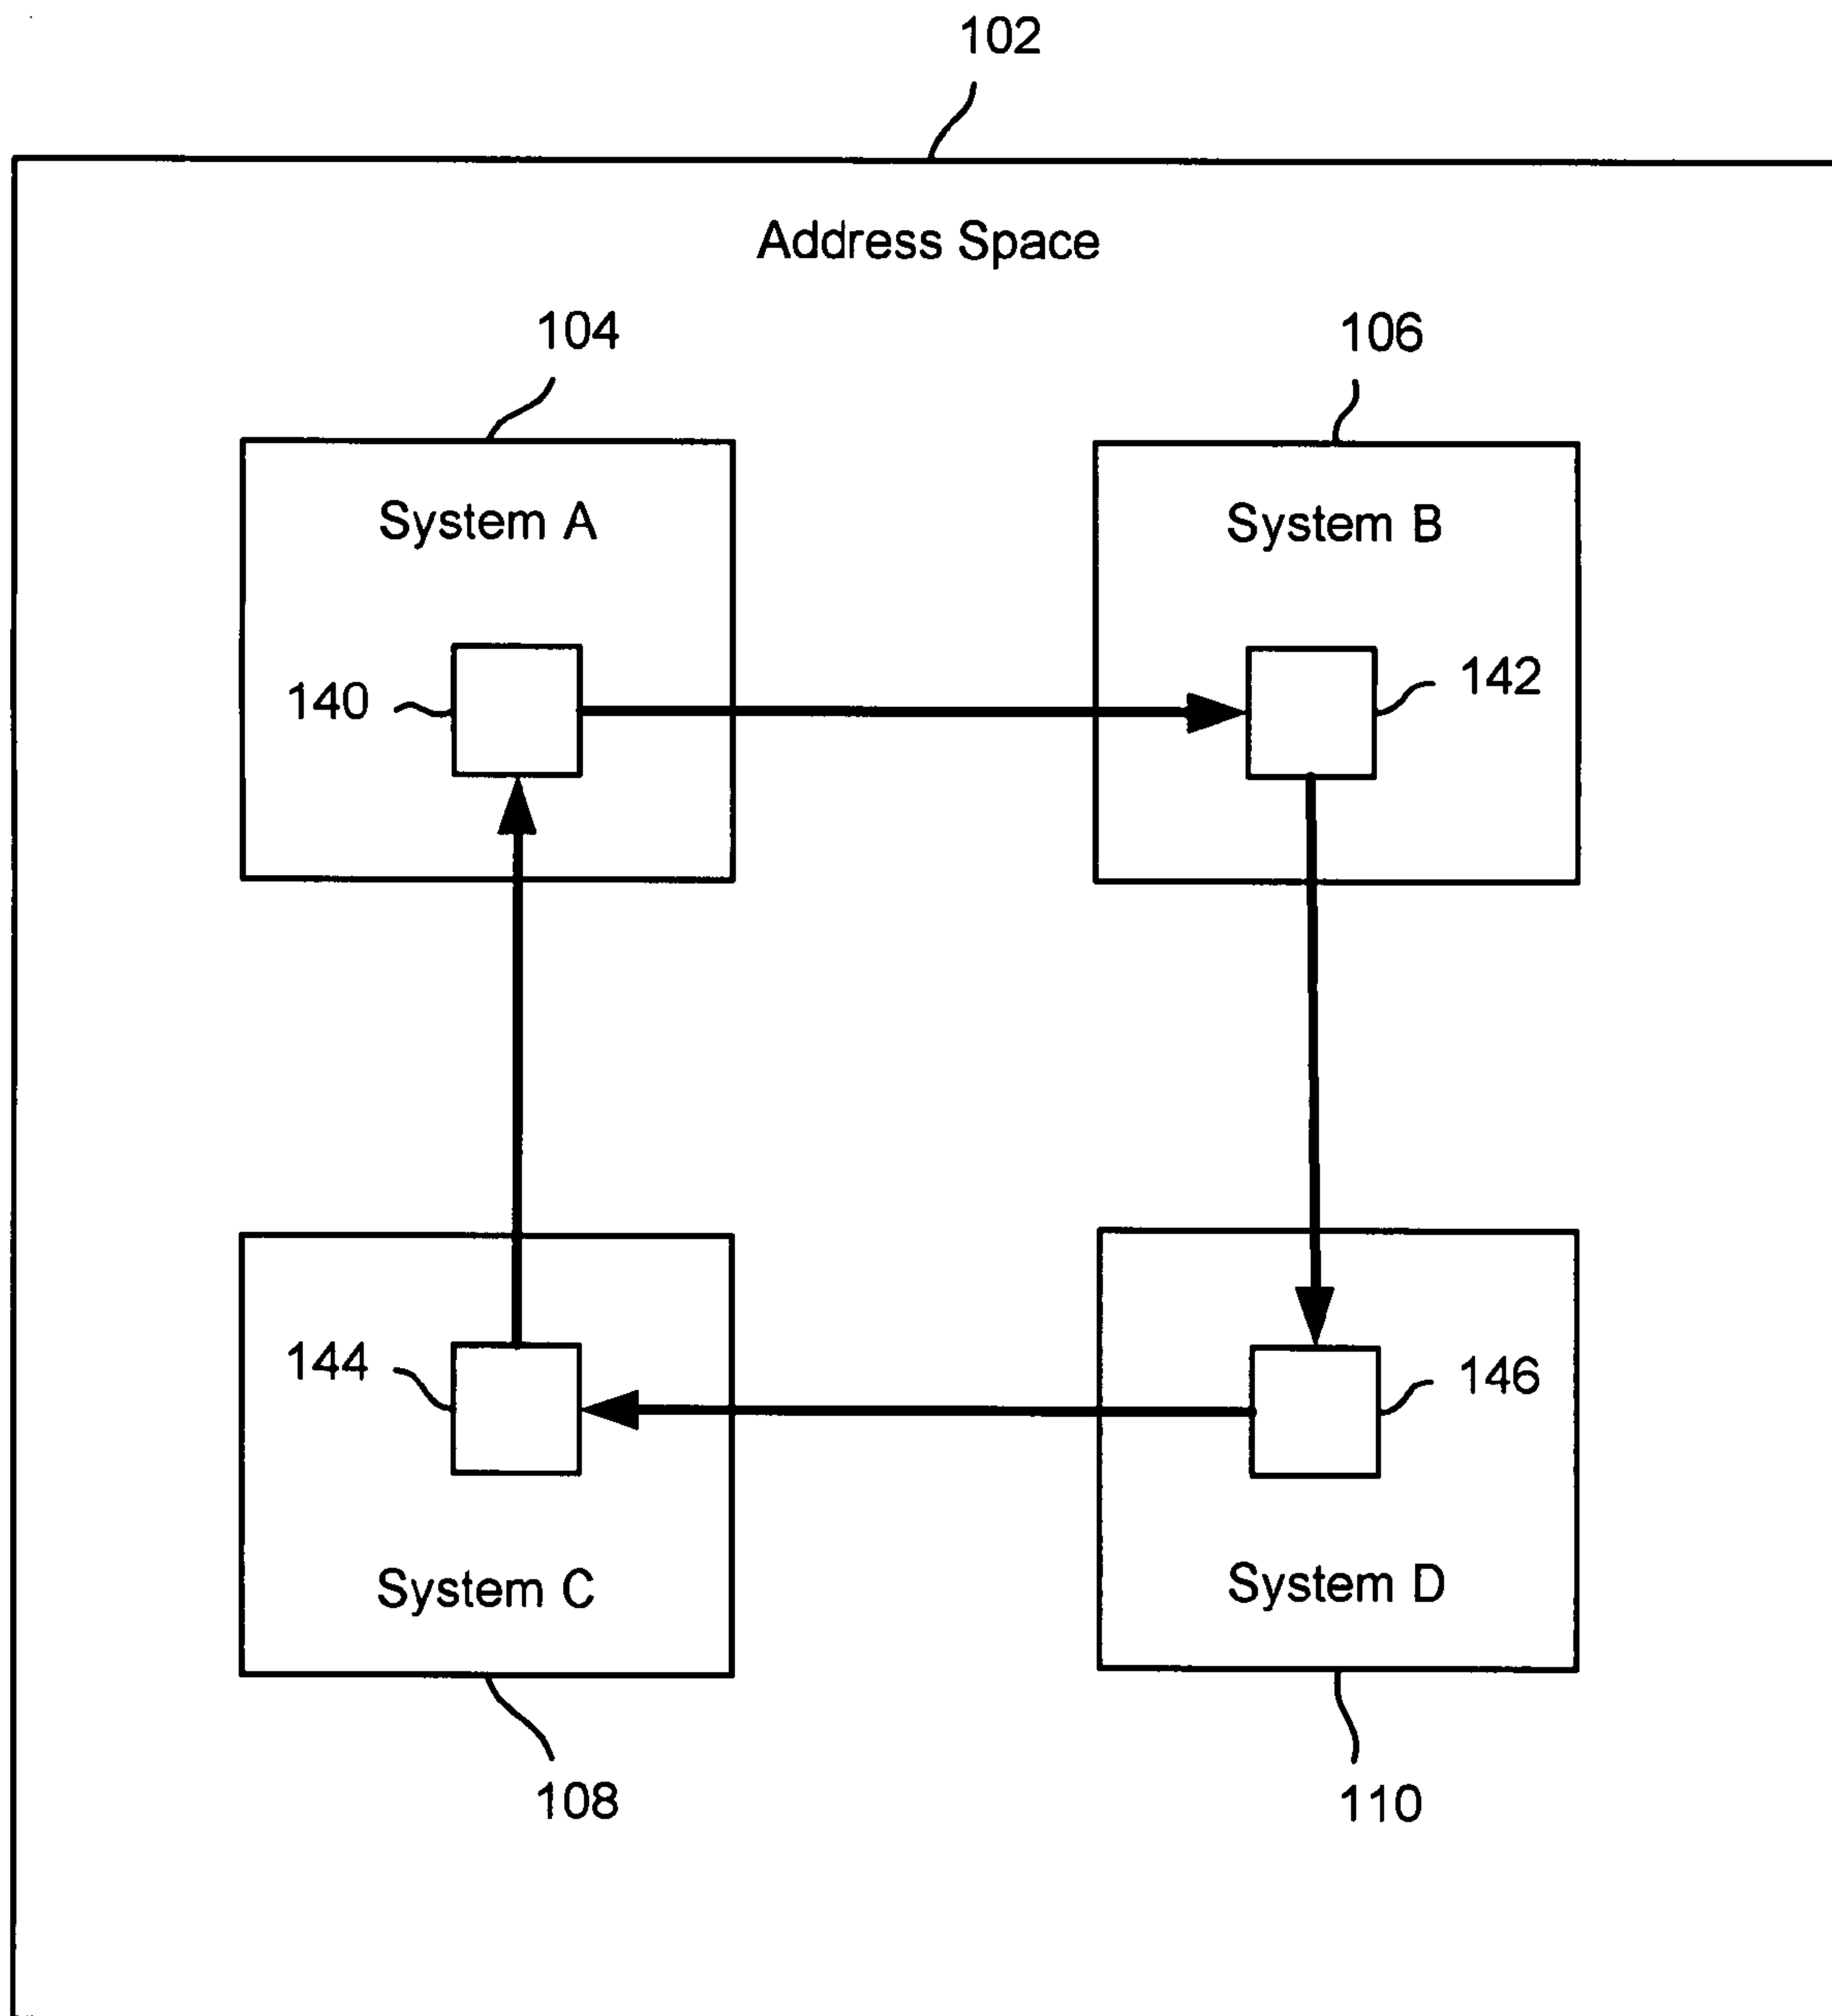 102
Address Space
104
106
System A
System B
140
142
144
146
System C
System D
108
110